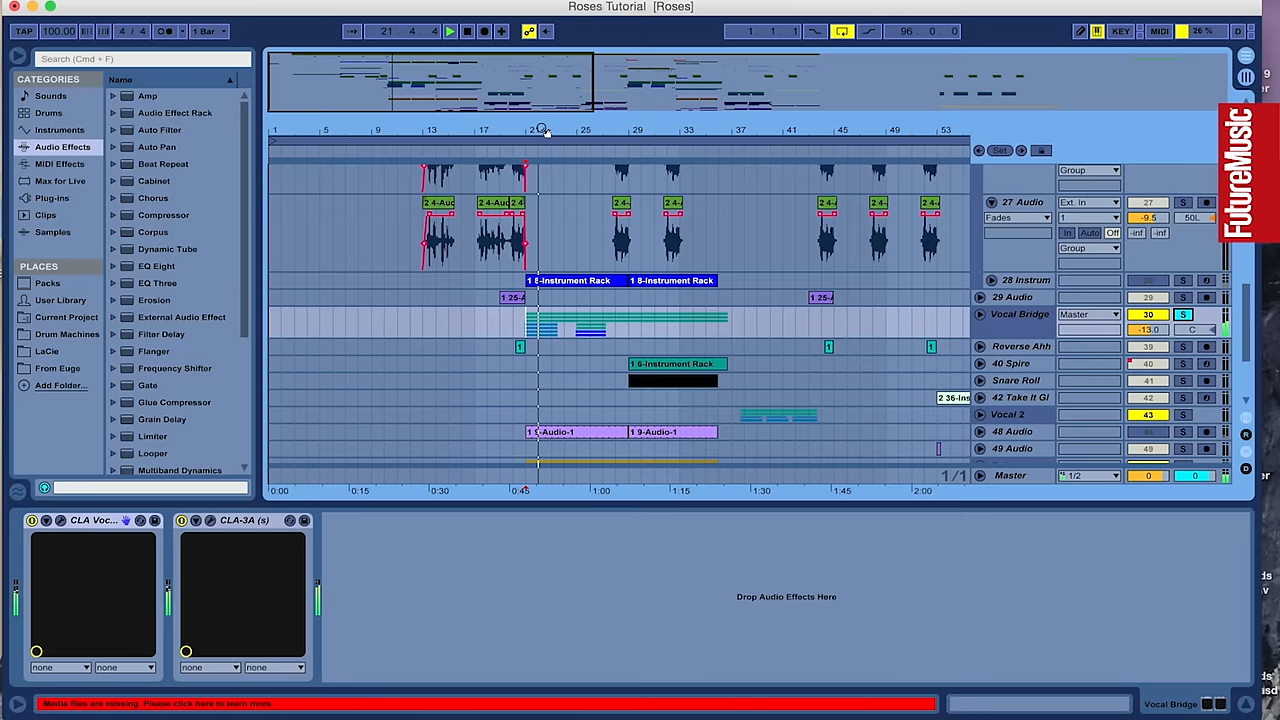 Roses Tutorial [Roses]
TAP 100.00 4 / 4 1 Bar 21. 4. 4 1. 1. 1 96. 0. 0 KEY MIDI 26 % D
Search (Cmd + F)
CATEGORIES
Sounds
Drums
Instruments
Audio Effects
MIDI Effects
Max for Live
Plug-ins
Clips
Samples
PLACES
Packs
User Library
Current Project
Drum Machines
LaCie
From Euge
Add Folder...
Name
Amp
Audio Effect Rack
Auto Filter
Auto Pan
Beat Repeat
Cabinet
Chorus
Compressor
Corpus
Dynamic Tube
EQ Eight
EQ Three
Erosion
External Audio Effect
Filter Delay
Flanger
Frequency Shifter
Gate
Glue Compressor
Grain Delay
Limiter
Looper
Multiband Dynamics
1 5 9 13 17 21 25 29 33 37 41 45 49 53
Set
Group
27 Audio Ext. In 27 S
Fades 1 -9.5 50L
In Auto Off -inf -inf
Group
1 8-Instrument Rack 1 8-Instrument Rack 28 Instrum 28 S
29 Audio 29 S
Vocal Bridge Master 30 S
-13.0 C
Reverse Ahh 39 S
1 6-Instrument Rack 40 Spire 40 S
Snare Roll 41 S
2 36-Ins 42 Take It Gl 42 S
Vocal 2 43 S
1 9-Audio-1 1 9-Audio-1 48 Audio 48 S
49 Audio 49 S
1/1 Master 1/2 0 0
0:00 0:15 0:30 0:45 1:00 1:15 1:30 1:45 2:00
FutureMusic
CLA Voc... CLA-3A (s)
none none none none
Drop Audio Effects Here
Media files are missing. Please click here to learn more.
Vocal Bridge